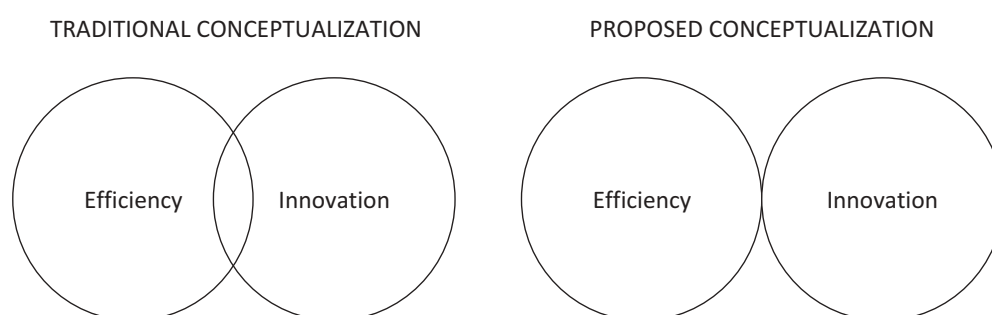 TRADITIONAL CONCEPTUALIZATION
PROPOSED CONCEPTUALIZATION
Efficiency
Innovation
Efficiency
Innovation